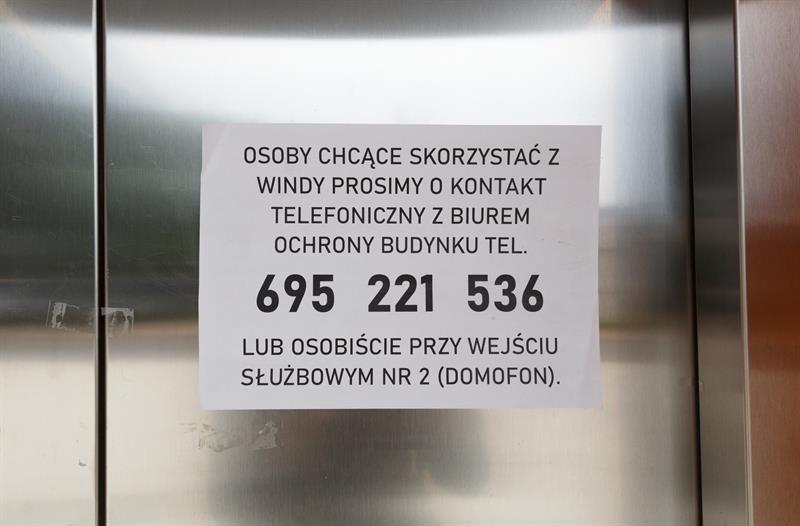 OSOBY CHCĄCE SKORZYSTAĆ Z
WINDY PROSIMY O KONTAKT
TELEFONICZNY Z BIUREM
OCHRONY BUDYNKU TEL.
695 221 536
LUB OSOBIŚCIE PRZY WEJŚCIU
SŁUŻBOWYM NR 2 (DOMOFON).